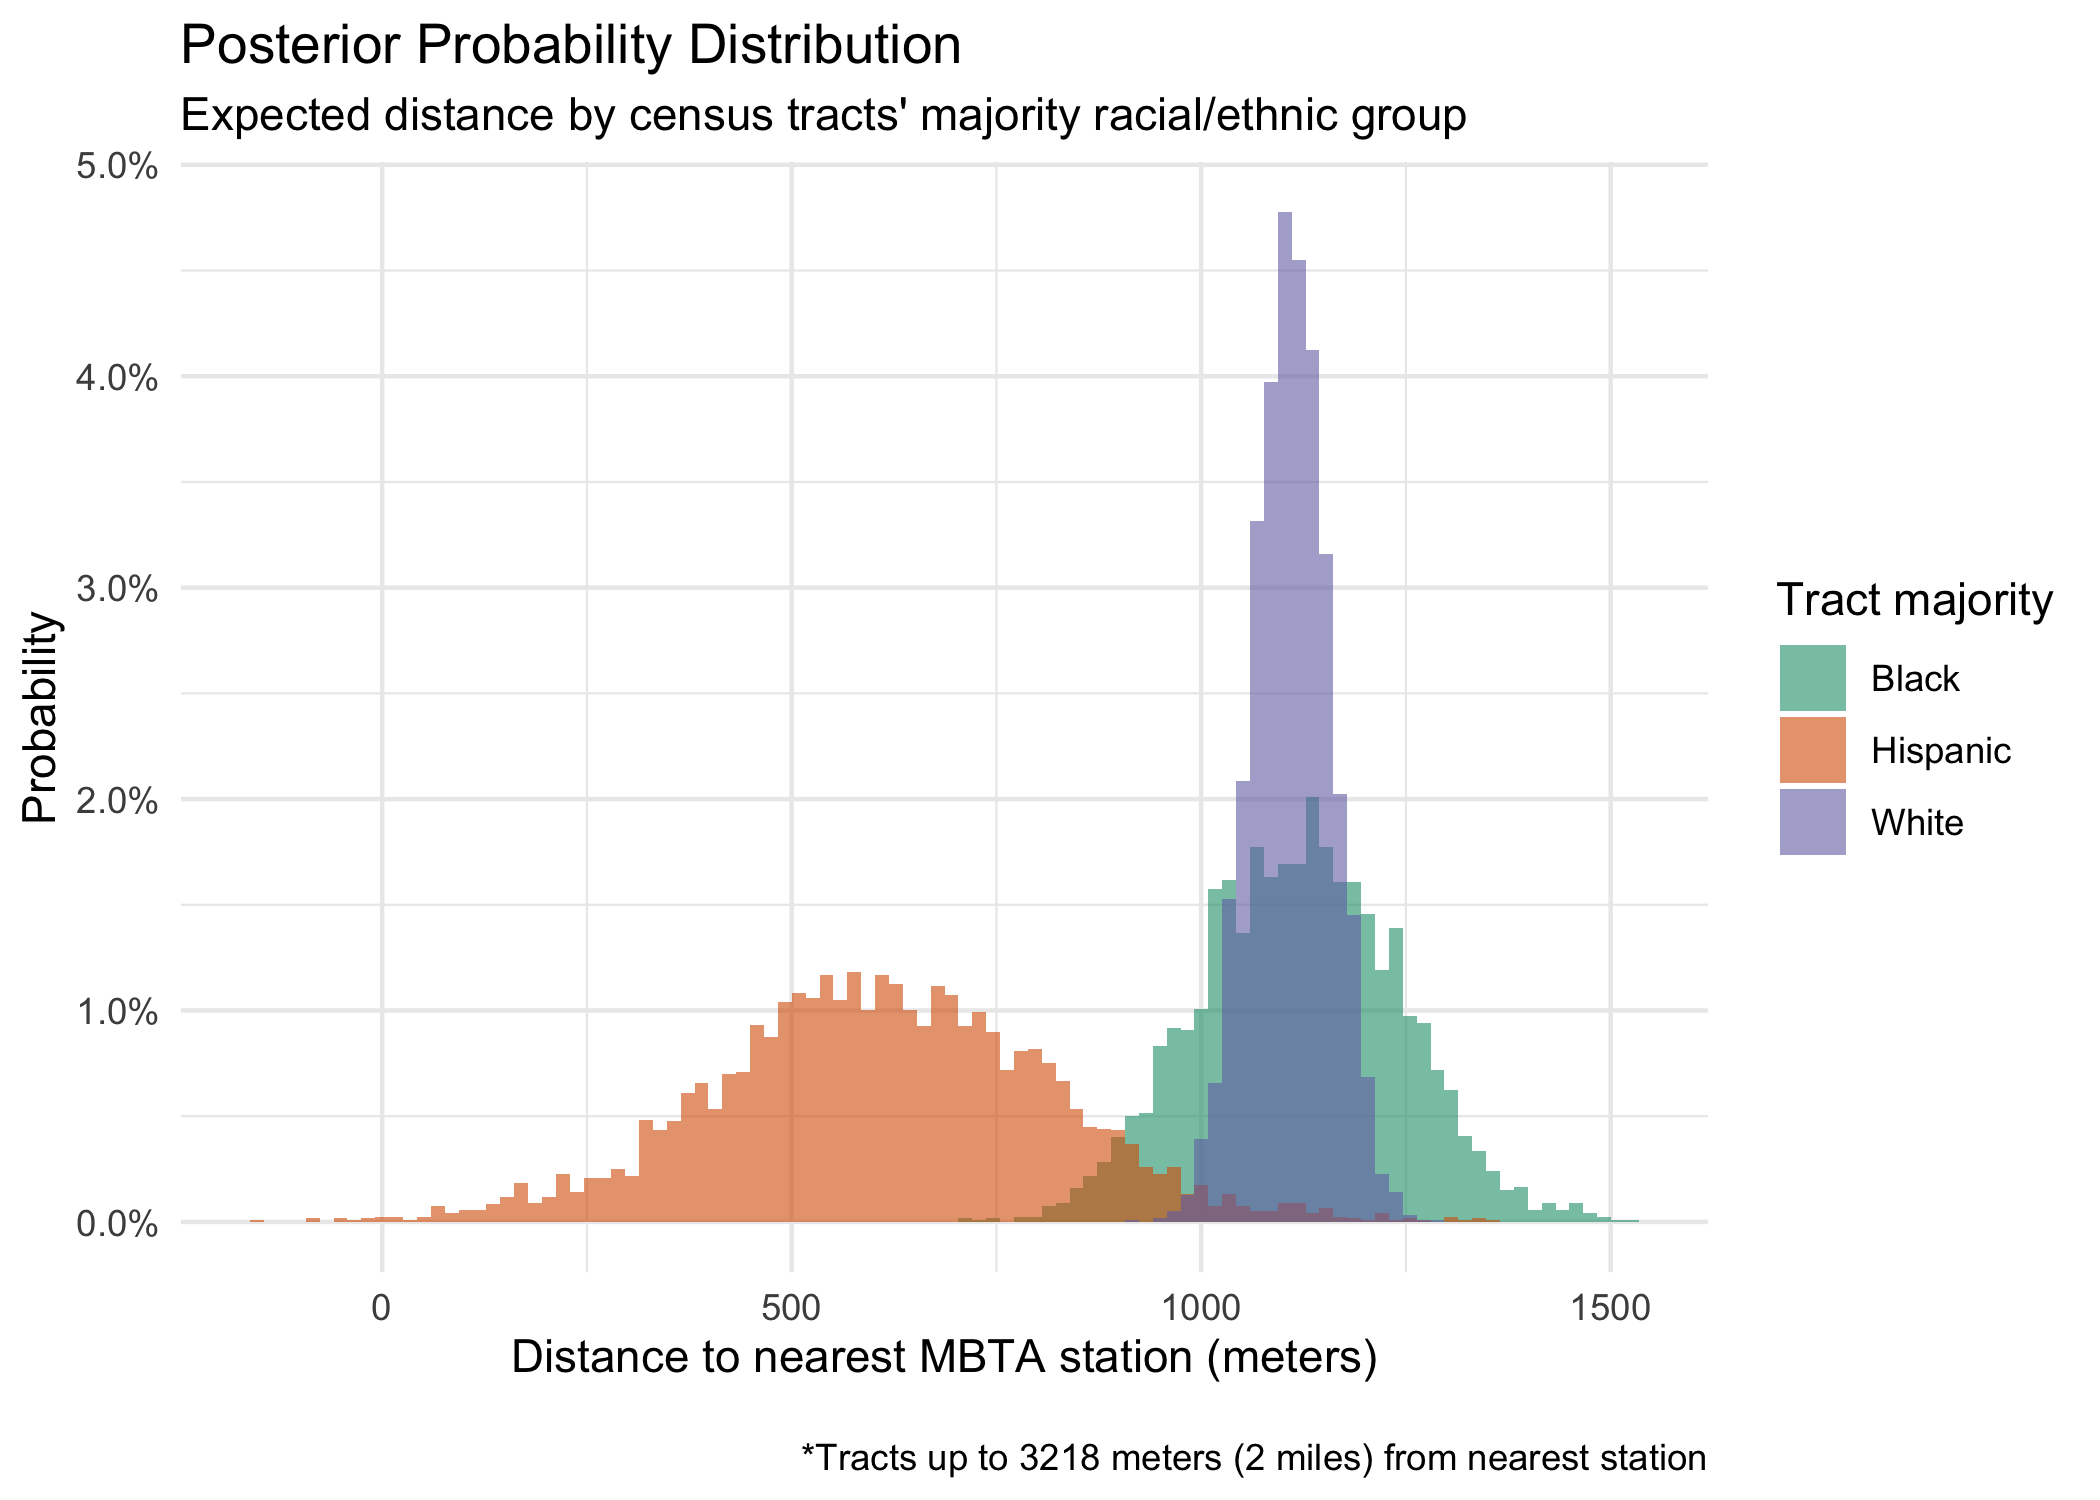 Posterior Probability Distribution
Expected distance by census tracts' majority racial/ethnic group
5.0%
4.0%
3.0%
2.0%
1.0%
0.0%
Probability
0 500 1000 1500
Distance to nearest MBTA station (meters)
Tract majority
Black
Hispanic
White
*Tracts up to 3218 meters (2 miles) from nearest station